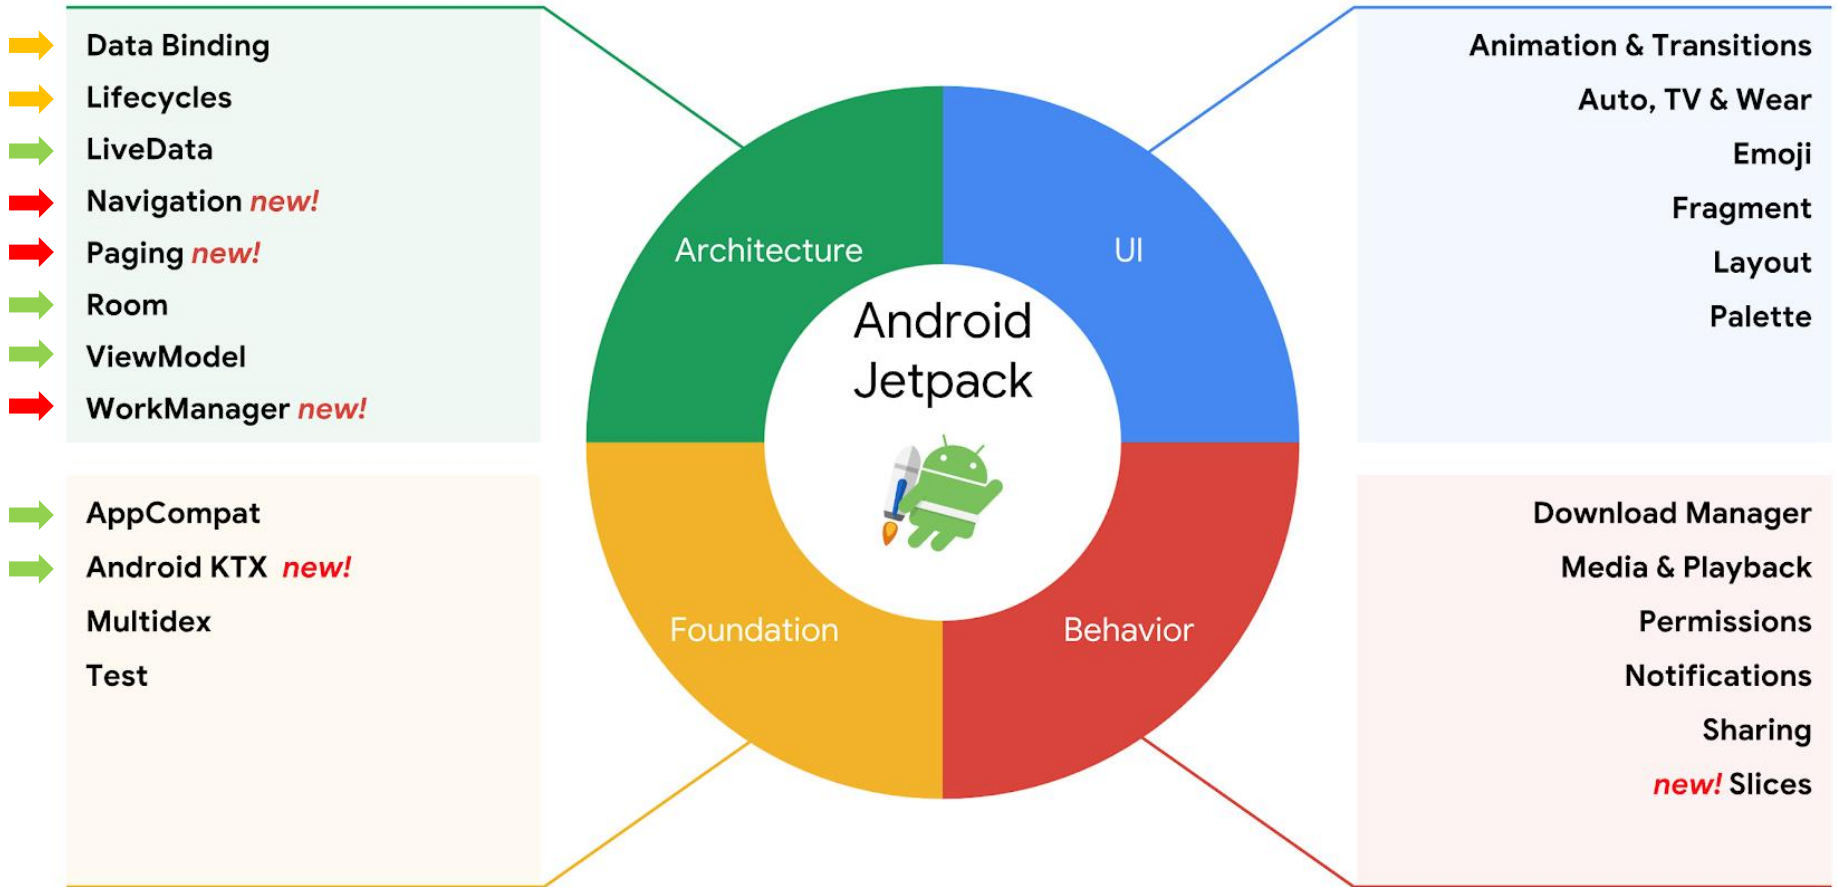 Data Binding
Lifecycles
LiveData
Navigation new!
Paging new!
Room
ViewModel
WorkManager new!
Animation & Transitions
Auto, TV & Wear
Emoji
Fragment
Layout
Palette
Architecture
UI
Android
Jetpack
Foundation
Behavior
AppCompat
Android KTX new!
Multidex
Test
Download Manager
Media & Playback
Permissions
Notifications
Sharing
new! Slices